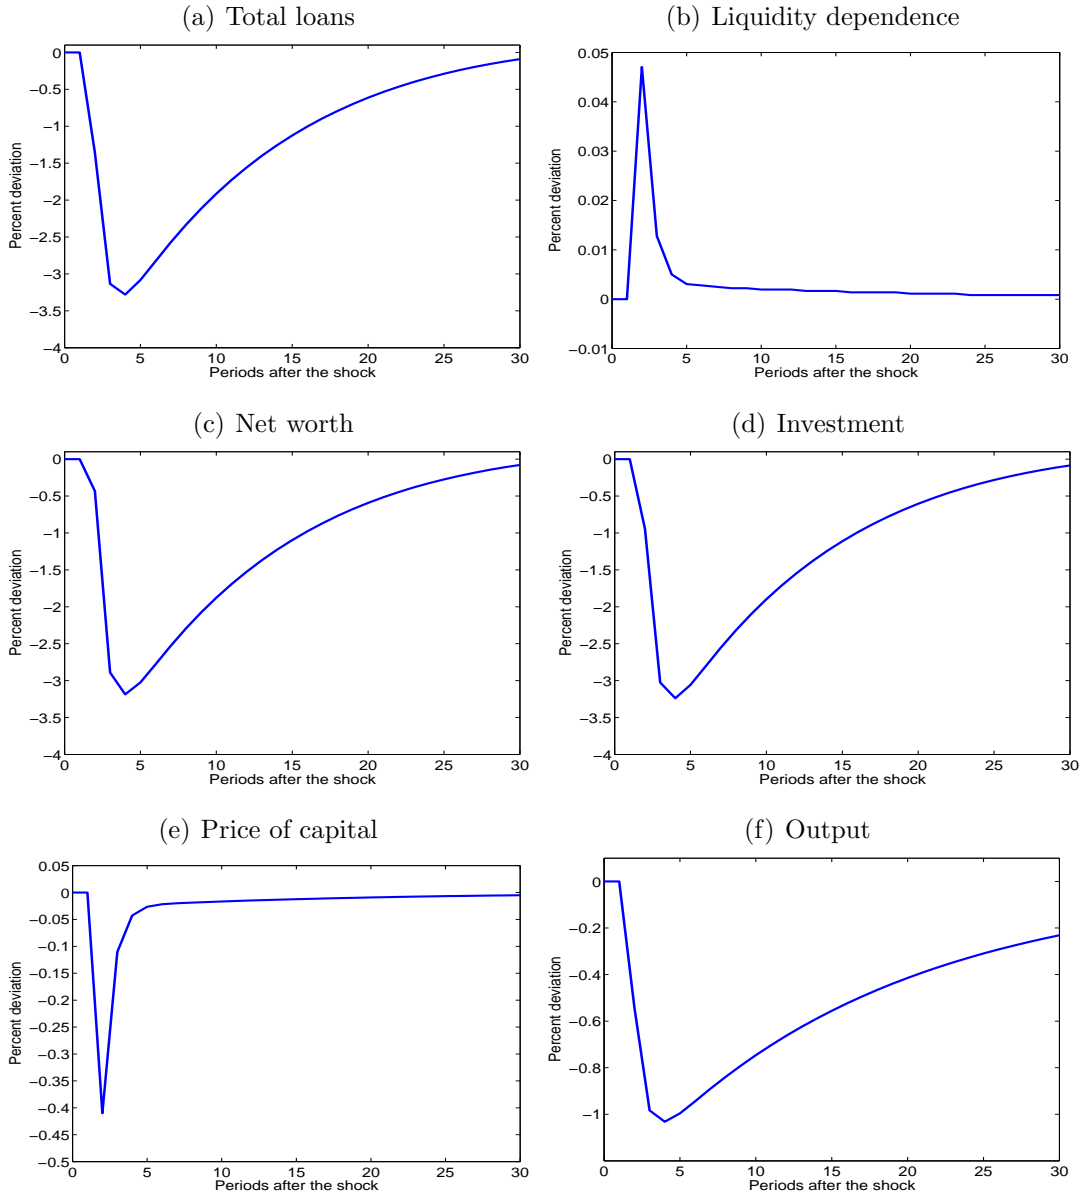 (a) Total loans
0
−0.5
−1
−1.5
−2
−2.5
−3
−3.5
−4
Percent deviation
0 5 10 15 20 25 30
Periods after the shock
(b) Liquidity dependence
0.05
0.04
0.03
0.02
0.01
0
−0.01
Percent deviation
0 5 10 15 20 25 30
Periods after the shock
(c) Net worth
0
−0.5
−1
−1.5
−2
−2.5
−3
−3.5
−4
Percent deviation
0 5 10 15 20 25 30
Periods after the shock
(d) Investment
0
−0.5
−1
−1.5
−2
−2.5
−3
−3.5
−4
Percent deviation
0 5 10 15 20 25 30
Periods after the shock
(e) Price of capital
0.05
0
−0.05
−0.1
−0.15
−0.2
−0.25
−0.3
−0.35
−0.4
−0.45
−0.5
Percent deviation
0 5 10 15 20 25 30
Periods after the shock
(f) Output
0
−0.2
−0.4
−0.6
−0.8
−1
Percent deviation
5 10 15 20 25 30
Periods after the shock